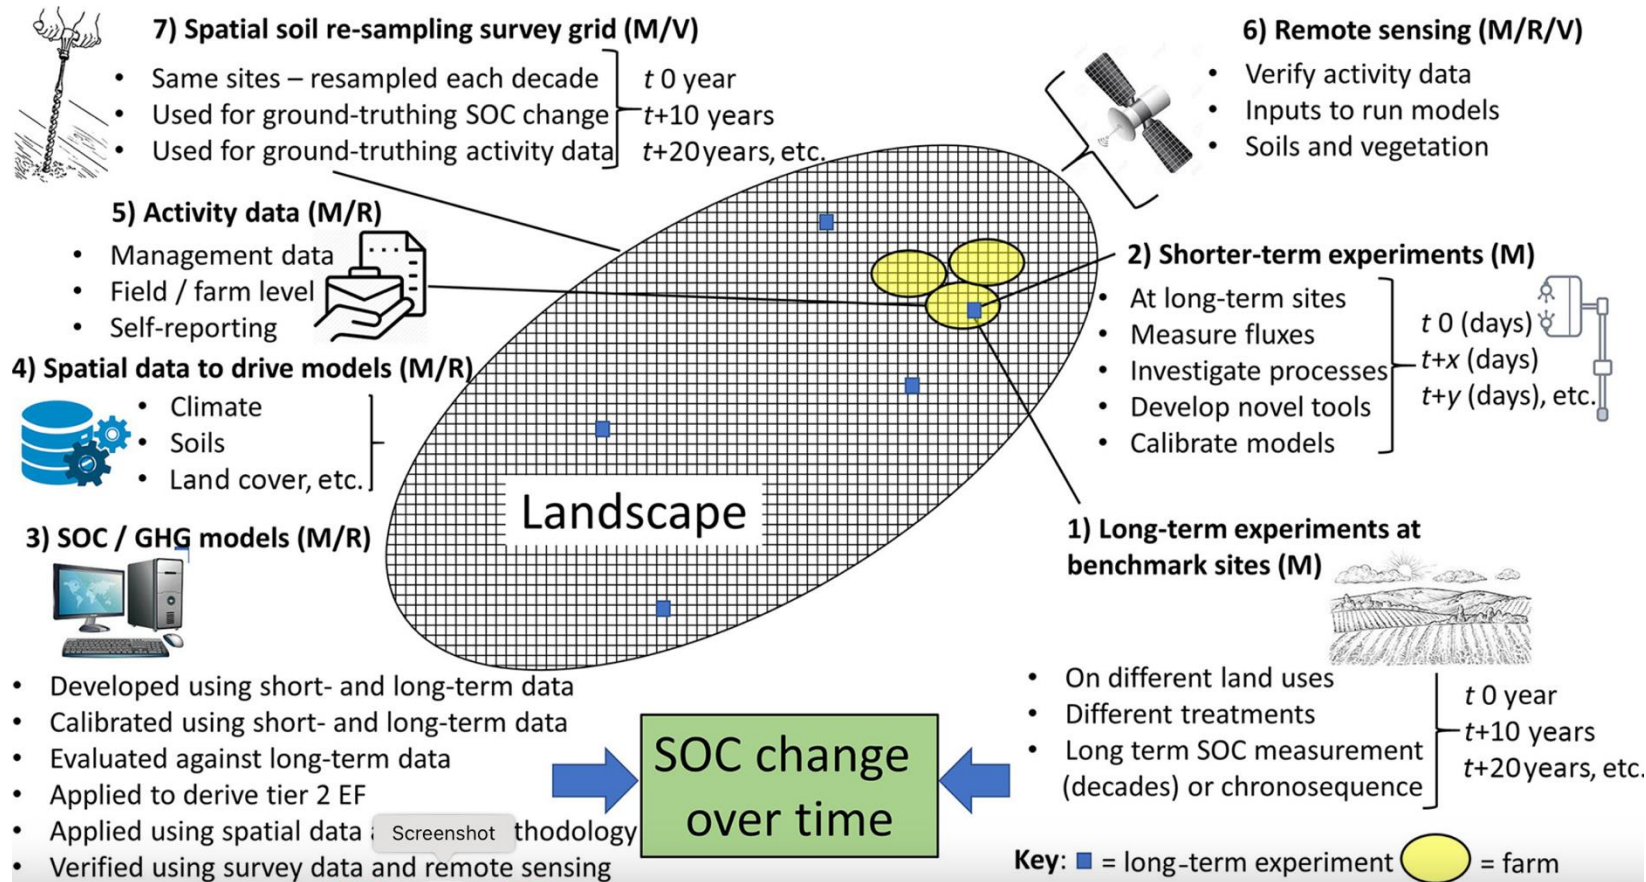 7) Spatial soil re-sampling survey grid (M/V)
• Same sites – resampled each decade
• Used for ground-truthing SOC change
• Used for ground-truthing activity data
t 0 year
t+10 years
t+20years, etc.
6) Remote sensing (M/R/V)
• Verify activity data
• Inputs to run models
• Soils and vegetation
5) Activity data (M/R)
• Management data
• Field / farm level
• Self-reporting
2) Shorter-term experiments (M)
• At long-term sites
• Measure fluxes
• Investigate processes
• Develop novel tools
• Calibrate models
t 0 (days)
t+x (days)
t+y (days), etc.
4) Spatial data to drive models (M/R)
• Climate
• Soils
• Land cover, etc.
Landscape
3) SOC / GHG models (M/R)
• Developed using short- and long-term data
• Calibrated using short- and long-term data
• Evaluated against long-term data
• Applied to derive tier 2 EF
• Applied using spatial data
Screenshot
thodology
• Verified using survey data and remote sensing
1) Long-term experiments at
benchmark sites (M)
• On different land uses
• Different treatments
• Long term SOC measurement
(decades) or chronosequence
t 0 year
t+10 years
t+20years, etc.
SOC change
over time
Key: = long-term experiment = farm